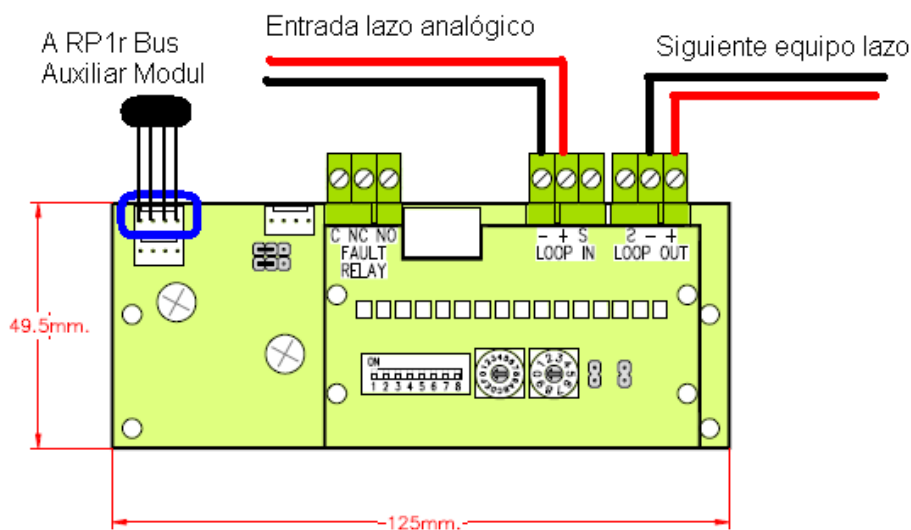 Entrada lazo analógico
A RP1r Bus
Auxiliar Modul
Siguiente equipo lazo
C NC NO
FAULT
RELAY
- + S
LOOP IN
S - +
LOOP OUT
49.5mm.
ON
1 2 3 4 5 6 7 8
125mm.